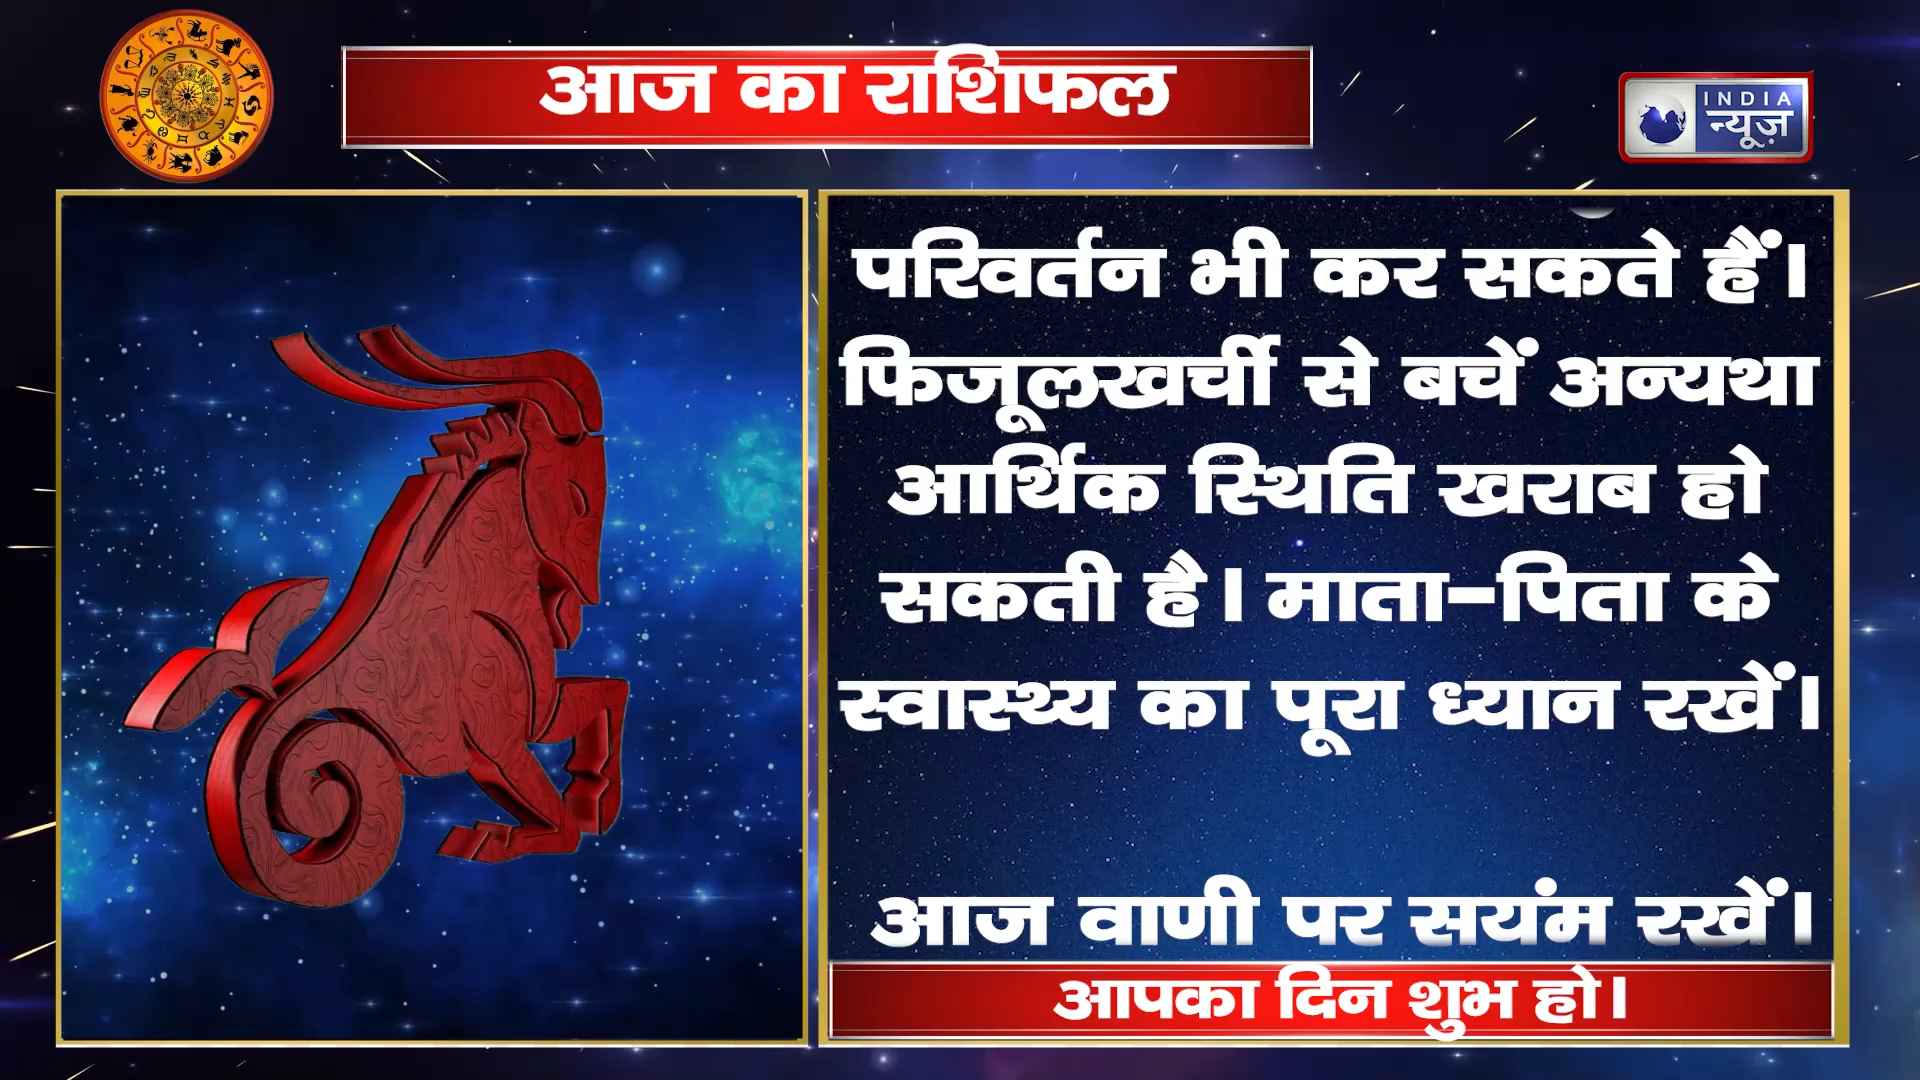 आज का राशिफल
INDIA
न्यूज़
परिवर्तन भी कर सकते हैं।
फिजूलखर्ची से बचें अन्यथा
आर्थिक स्थिति खराब हो
सकती है। माता-पिता के
स्वास्थ्य का पूरा ध्यान रखें।
आज वाणी पर सयंम रखें।
आपका दिन शुभ हो।